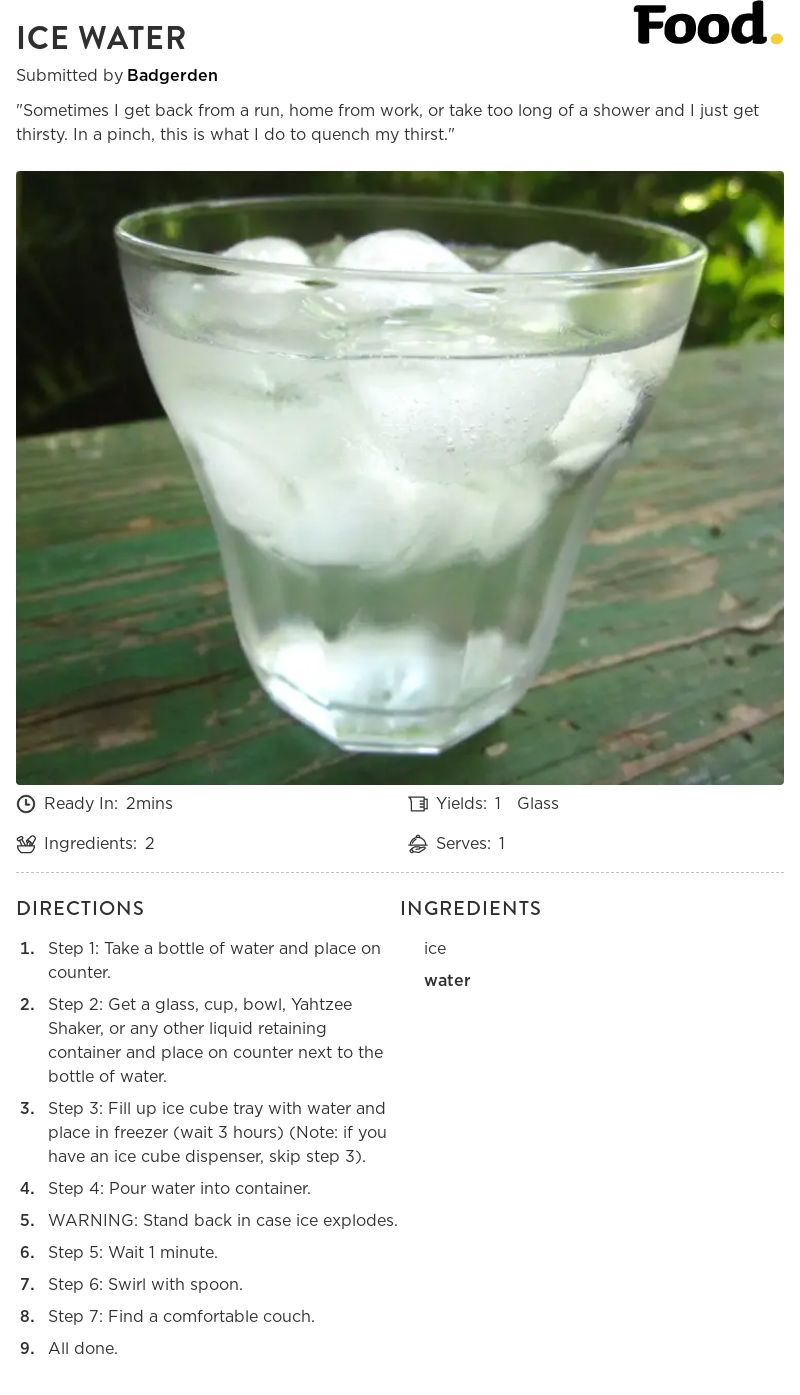 ICE WATER
Food.
Submitted by Badgerden
"Sometimes I get back from a run, home from work, or take too long of a shower and I just get
thirsty. In a pinch, this is what I do to quench my thirst."
Ready In: 2mins
Yields: 1 Glass
Ingredients: 2
Serves: 1
DIRECTIONS
1. Step 1: Take a bottle of water and place on
counter.
2. Step 2: Get a glass, cup, bowl, Yahtzee
Shaker, or any other liquid retaining
container and place on counter next to the
bottle of water.
3. Step 3: Fill up ice cube tray with water and
place in freezer (wait 3 hours) (Note: if you
have an ice cube dispenser, skip step 3).
4. Step 4: Pour water into container.
5. WARNING: Stand back in case ice explodes.
6. Step 5: Wait 1 minute.
7. Step 6: Swirl with spoon.
8. Step 7: Find a comfortable couch.
9. All done.
INGREDIENTS
ice
water